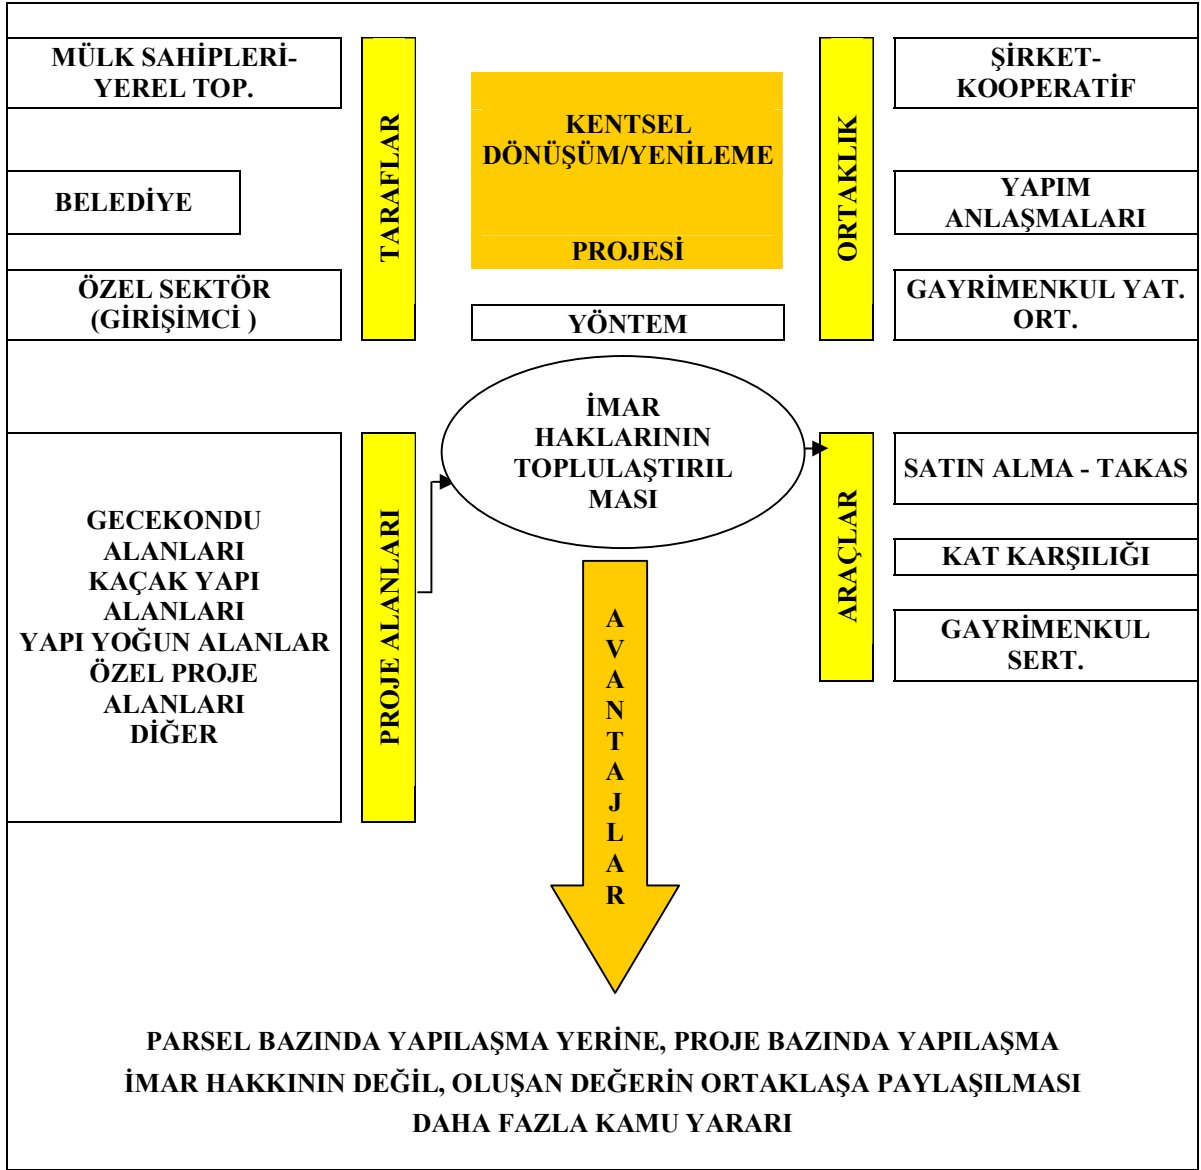 MÜLK SAHİPLERİ-
YEREL TOP.
BELEDİYE
ÖZEL SEKTÖR
(GİRİŞİMCİ )
TARAFLAR
KENTSEL
DÖNÜŞÜM/YENİLEME
PROJESİ
YÖNTEM
ORTAKLIK
ŞİRKET-
KOOPERATİF
YAPIM
ANLAŞMALARI
GAYRİMENKUL YAT.
ORT.
GECEKONDU
ALANLARI
KAÇAK YAPI
ALANLARI
YAPI YOĞUN ALANLAR
ÖZEL PROJE
ALANLARI
DİĞER
PROJE ALANLARI
İMAR
HAKLARININ
TOPLULAŞTIRIL
MASI
ARAÇLAR
SATIN ALMA - TAKAS
KAT KARŞILIĞI
GAYRİMENKUL
SERT.
AVANTAJLAR
PARSEL BAZINDA YAPILAŞMA YERİNE, PROJE BAZINDA YAPILAŞMA
İMAR HAKKININ DEĞİL, OLUŞAN DEĞERİN ORTAKLAŞA PAYLAŞILMASI
DAHA FAZLA KAMU YARARI